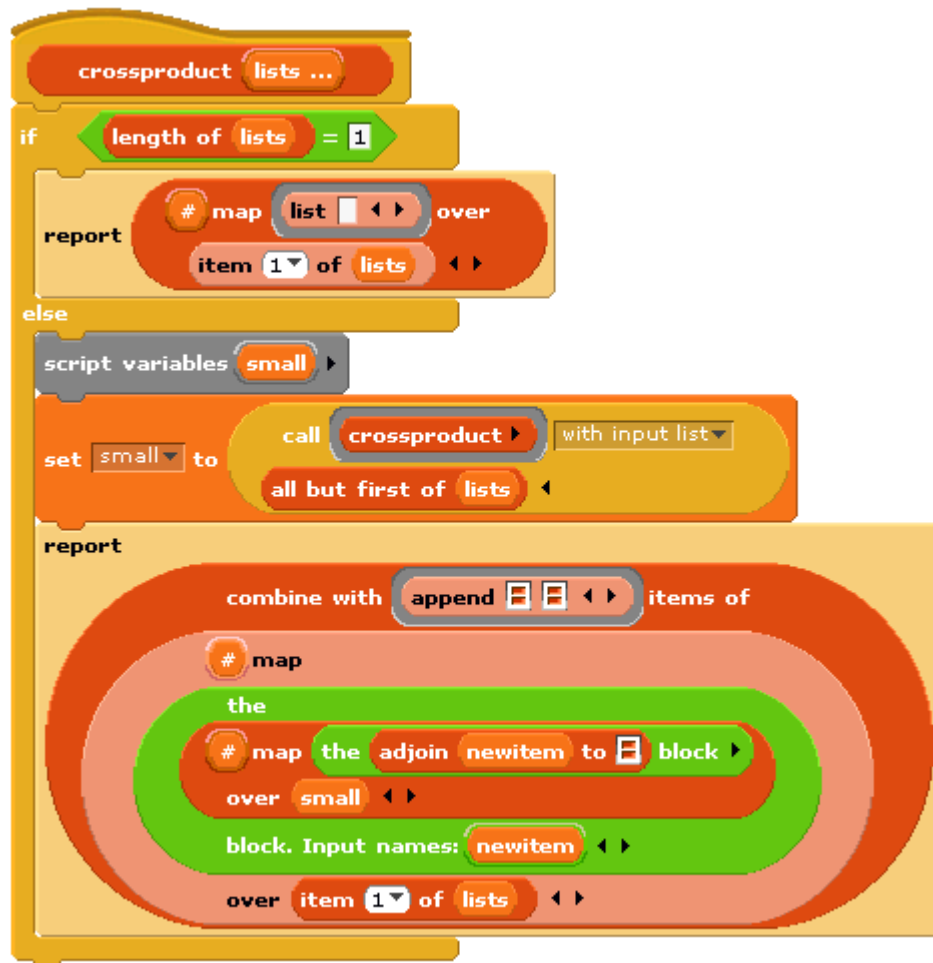 crossproduct lists ...
if length of lists = 1
# map list over
report
item 1 of lists
else
script variables small
call crossproduct with input list
set small to
all but first of lists
report
combine with append items of
# map
the
# map the adjoin newitem to block
over small
block. Input names: newitem
over item 1 of lists